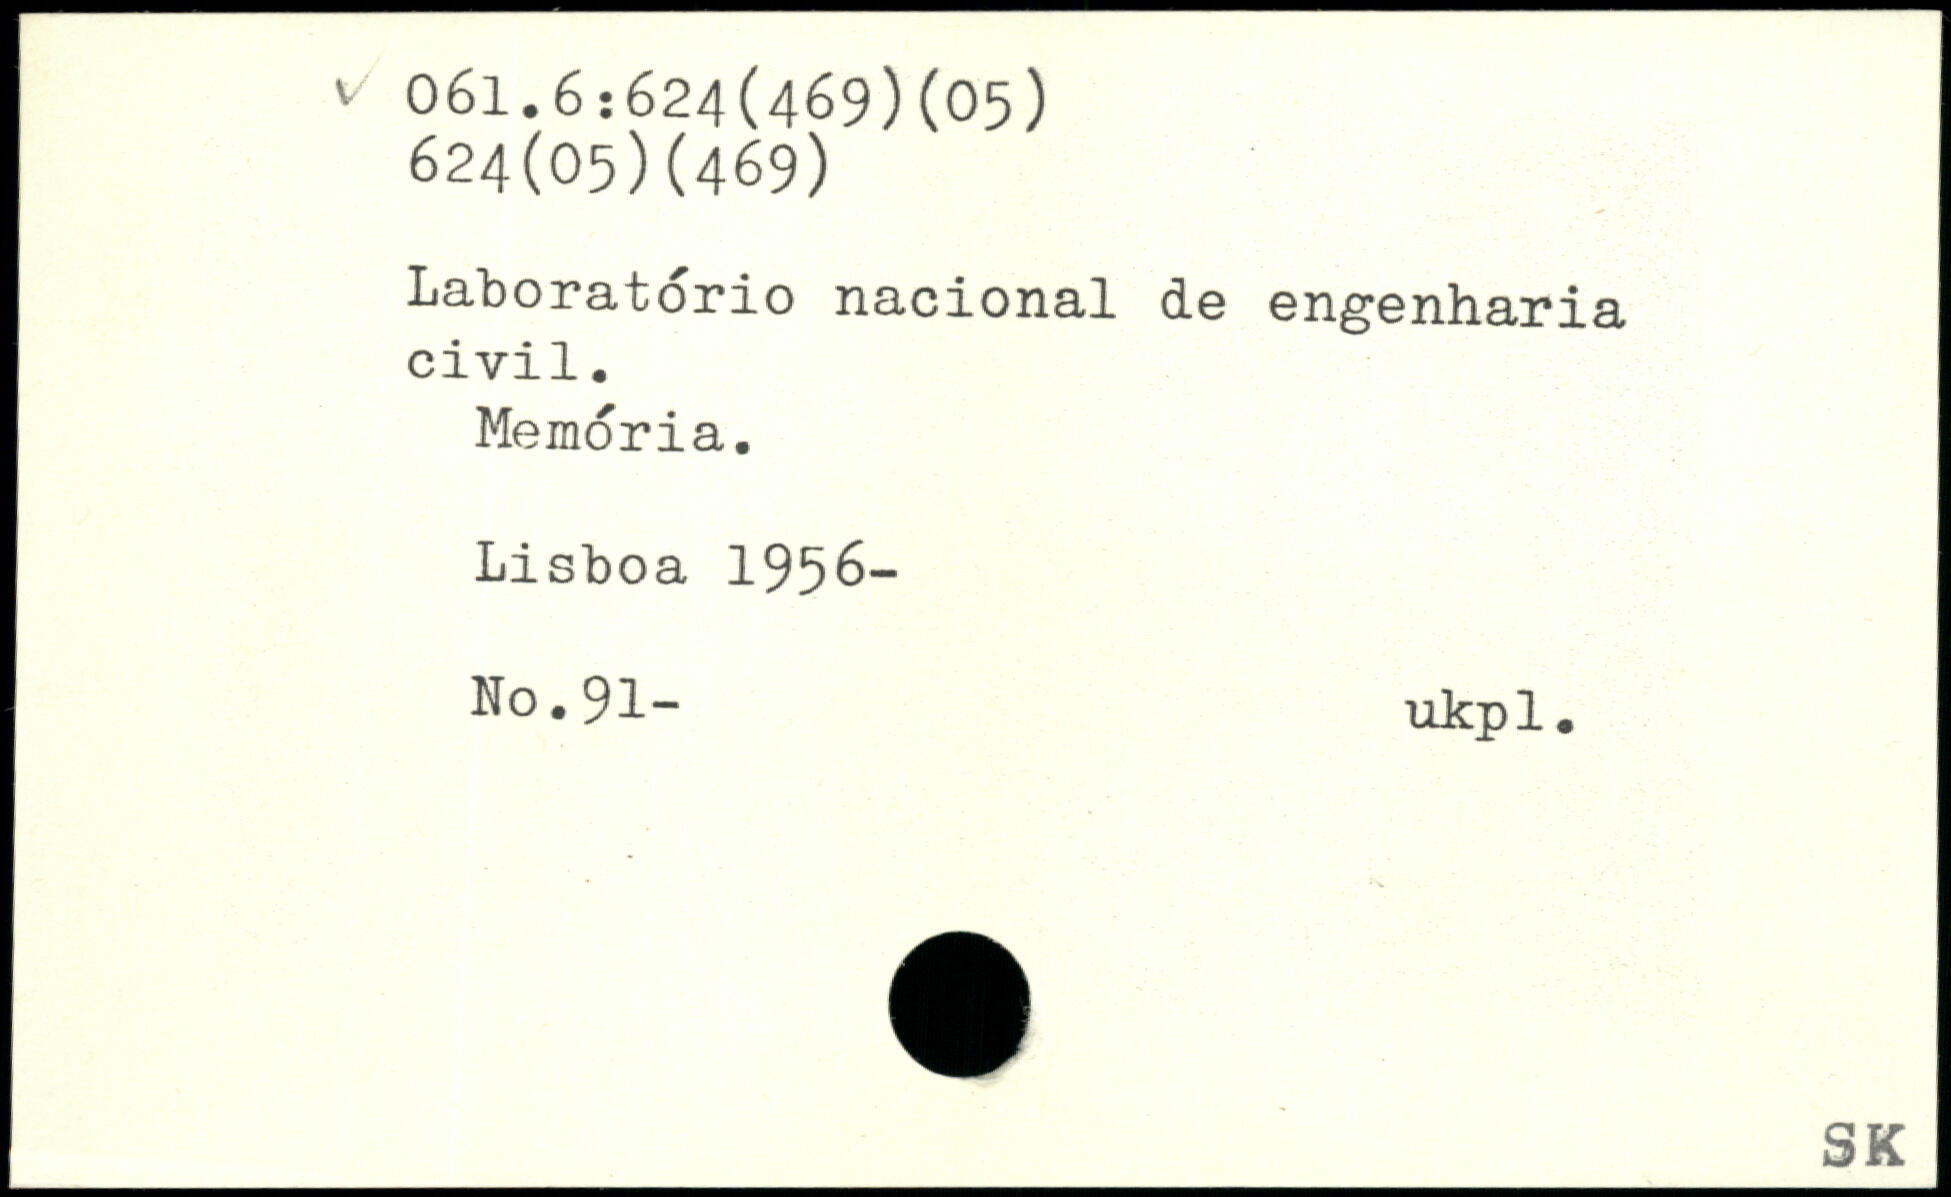 ✓ 061.6:624(469)(05)
624(05)(469)
Laboratório nacional de engenharia
civil.
Memória.
Lisboa 1956-
No.91-
ukpl.
SK